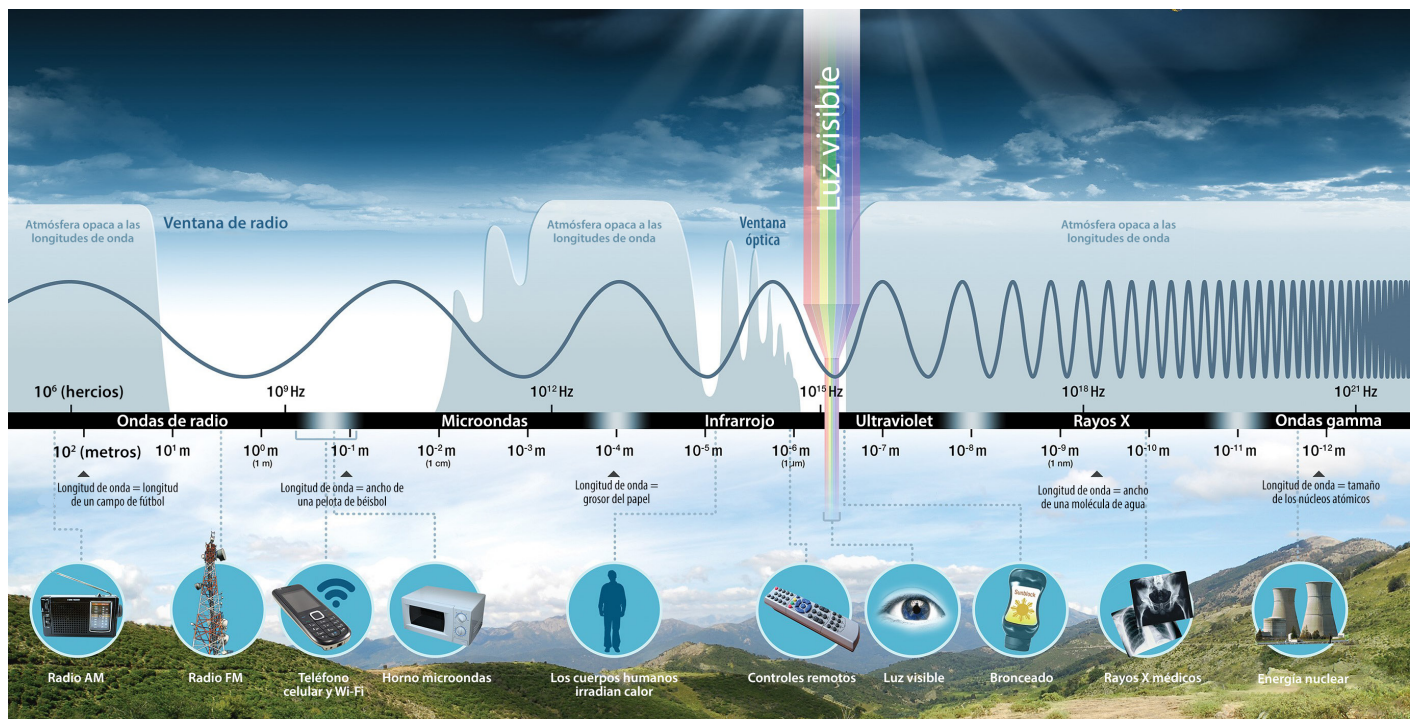 Luz visible
Atmósfera opaca a las
longitudes de onda
Ventana de radio
Atmósfera opaca a las
longitudes de onda
Ventana
óptica
Atmósfera opaca a las
longitudes de onda
10⁶ (hercios)
10⁹ Hz
10¹² Hz
10¹⁵ Hz
10¹⁸ Hz
10²¹ Hz
Ondas de radio
Microondas
Infrarrojo
Ultraviolet
Rayos X
Ondas gamma
10² (metros)
10¹ m
10⁰ m
(1 m)
10⁻¹ m
10⁻² m
(1 cm)
10⁻³ m
10⁻⁴ m
10⁻⁵ m
10⁻⁶ m
(1 µm)
10⁻⁷ m
10⁻⁸ m
10⁻⁹ m
(1 nm)
10⁻¹⁰ m
10⁻¹¹ m
10⁻¹² m
Longitud de onda = longitud
de un campo de fútbol
Longitud de onda = ancho de
una pelota de béisbol
Longitud de onda =
grosor del papel
Longitud de onda = ancho
de una molécula de agua
Longitud de onda = tamaño
de los núcleos atómicos
Sunblock
Radio AM
Radio FM
Teléfono
celular y Wi-Fi
Horno microondas
Los cuerpos humanos
irradian calor
Controles remotos
Luz visible
Bronceado
Rayos X médicos
Energía nuclear